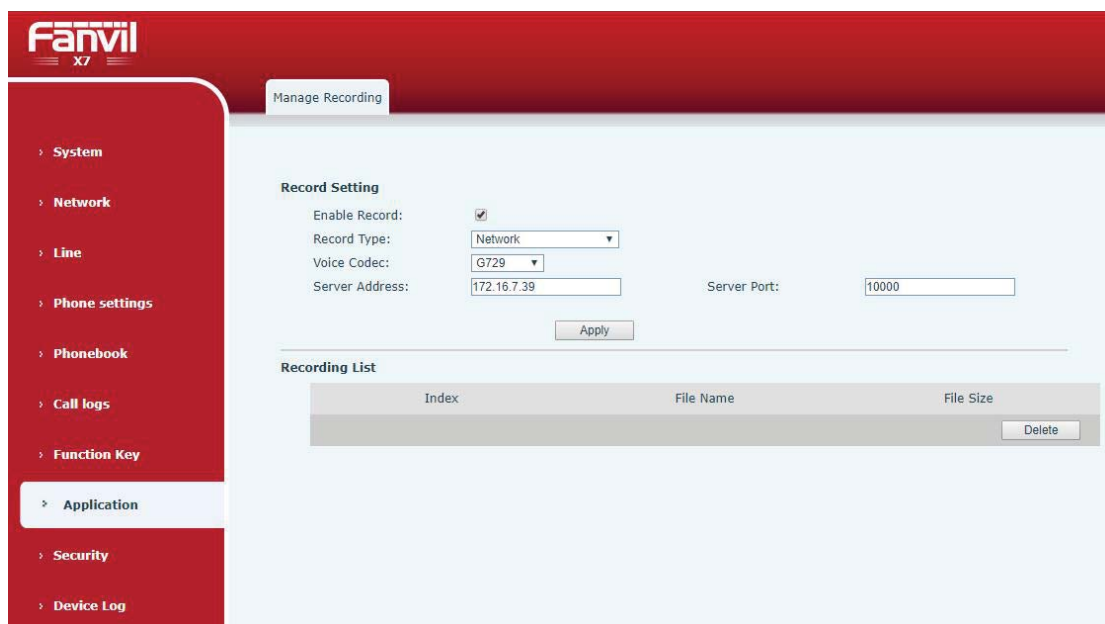 Fanvil
X7
Manage Recording
› System
› Network
› Line
› Phone settings
› Phonebook
› Call logs
› Function Key
› Application
› Security
› Device Log
Record Setting
Enable Record:
Record Type: Network
Voice Codec: G729
Server Address: 172.16.7.39 Server Port: 10000
Apply
Recording List
Index File Name File Size
Delete